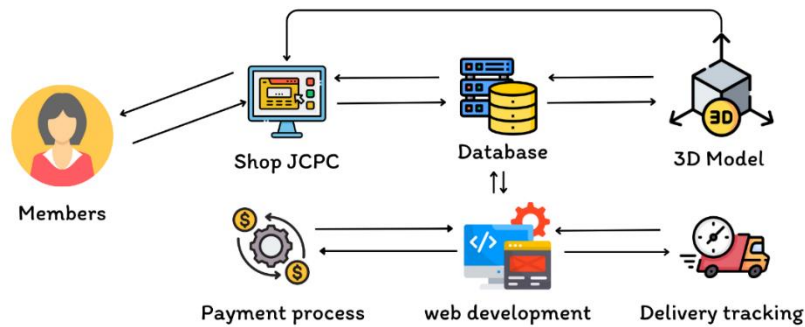 Members
Shop JCPC
Database
3D
3D Model
$
$
Payment process
</>
web development
Delivery tracking